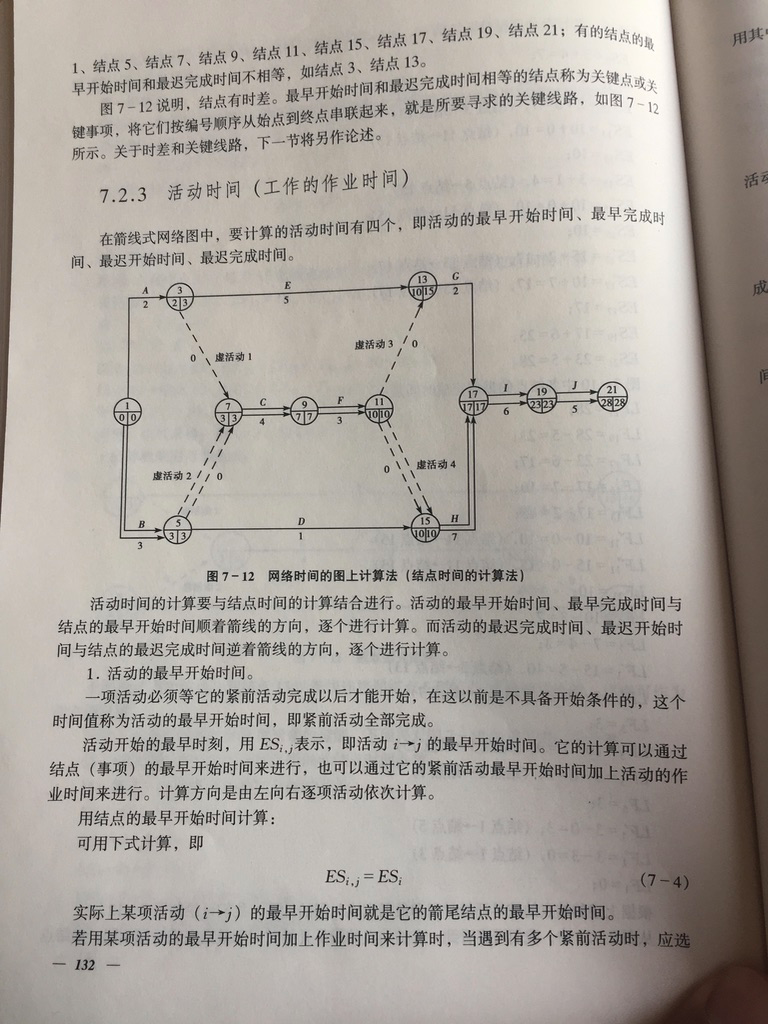 1、结点 5、结点 7、结点 9、结点 11、结点 15、结点 17、结点 19、结点 21；有的结点的最
早开始时间和最迟完成时间不相等，如结点 3、结点 13。
图 7-12 说明，结点有时差。最早开始时间和最迟完成时间相等的结点称为关键点或关
键事项，将它们按编号顺序从始点到终点串联起来，就是所要寻求的关键线路，如图 7-12
所示。关于时差和关键线路，下一节将另作论述。
7.2.3 活动时间（工作的作业时间）
在箭线式网络图中，要计算的活动时间有四个，即活动的最早开始时间、最早完成时
间、最迟开始时间、最迟完成时间。
A
2
3
2 3
E
5
13
10 15
G
2
0 虚活动 1
虚活动 3 0
1
0 0
7
3 3
C
4
9
7 7
F
3
11
10 10
17
17 17
I
6
19
23 23
J
5
21
28 28
虚活动 2 0
0 虚活动 4
B
3
5
3 3
D
1
15
10 10
H
7
图 7-12 网络时间的图上计算法（结点时间的计算法）
活动时间的计算要与结点时间的计算结合进行。活动的最早开始时间、最早完成时间与
结点的最早开始时间顺着箭线的方向，逐个进行计算。而活动的最迟完成时间、最迟开始时
间与结点的最迟完成时间逆着箭线的方向，逐个进行计算。
1. 活动的最早开始时间。
一项活动必须等它的紧前活动完成以后才能开始，在这以前是不具备开始条件的，这个
时间值称为活动的最早开始时间，即紧前活动全部完成。
活动开始的最早时刻，用 ESi,j表示，即活动 i→j 的最早开始时间。它的计算可以通过
结点（事项）的最早开始时间来进行，也可以通过它的紧前活动最早开始时间加上活动的作
业时间来进行。计算方向是由左向右逐项活动依次计算。
用结点的最早开始时间计算：
可用下式计算，即
ESi,j = ESi (7-4)
实际上某项活动（i→j）的最早开始时间就是它的箭尾结点的最早开始时间。
若用某项活动的最早开始时间加上作业时间来计算时，当遇到有多个紧前活动时，应选
— 132 —
用其
活动
成
间